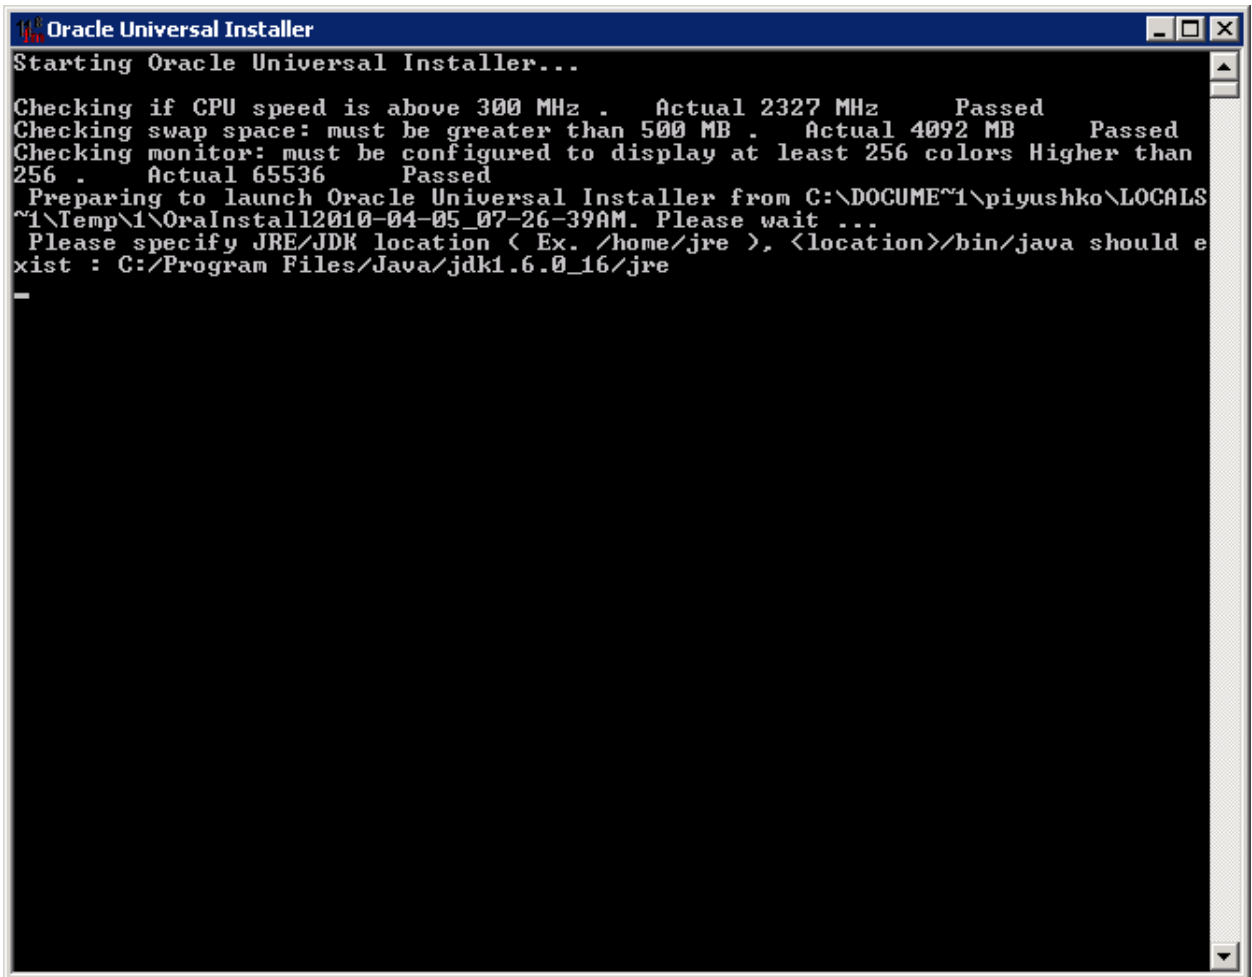 Oracle Universal Installer
Starting Oracle Universal Installer...
Checking if CPU speed is above 300 MHz .   Actual 2327 MHz     Passed
Checking swap space: must be greater than 500 MB .   Actual 4092 MB     Passed
Checking monitor: must be configured to display at least 256 colors Higher than
256 .    Actual 65536     Passed
 Preparing to launch Oracle Universal Installer from C:\DOCUME~1\piyushko\LOCALS
~1\Temp\1\OraInstall2010-04-05_07-26-39AM. Please wait ...
 Please specify JRE/JDK location ( Ex. /home/jre ), <location>/bin/java should e
xist : C:/Program Files/Java/jdk1.6.0_16/jre